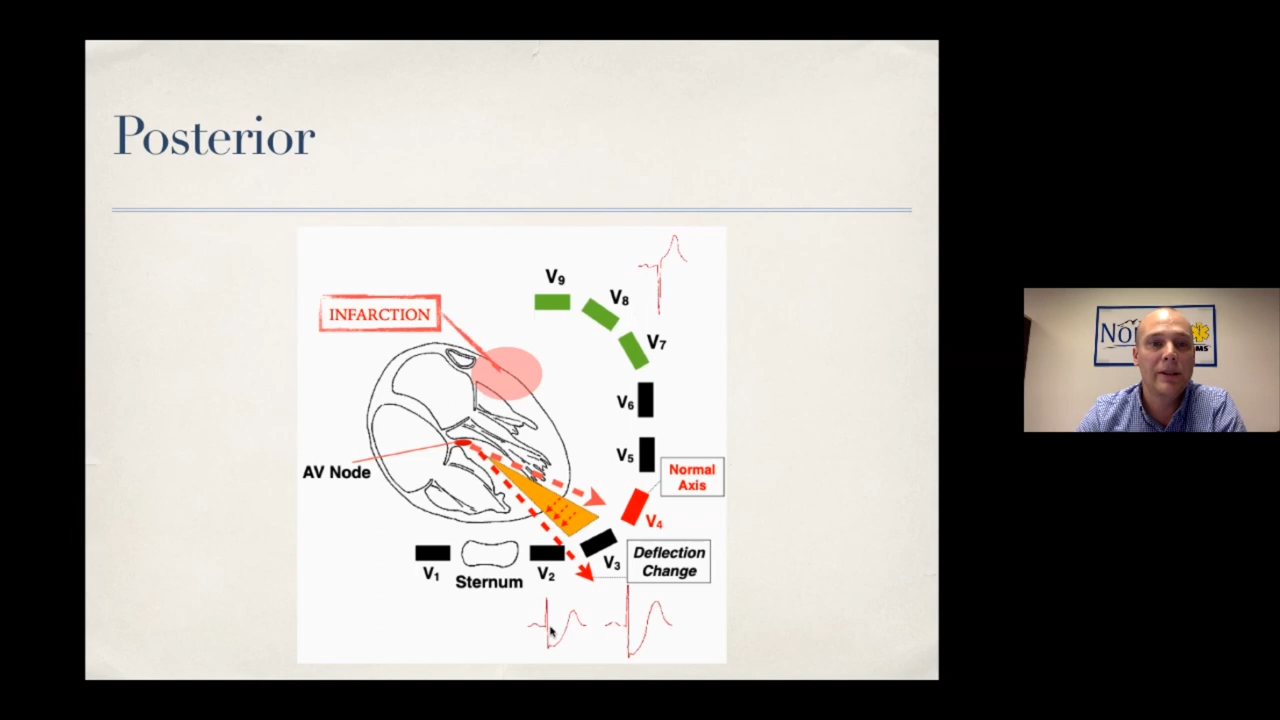 Posterior
V9
V8
INFARCTION
V7
V6
V5
AV Node
Normal
Axis
V4
Deflection
Change
V3
V1
Sternum
V2